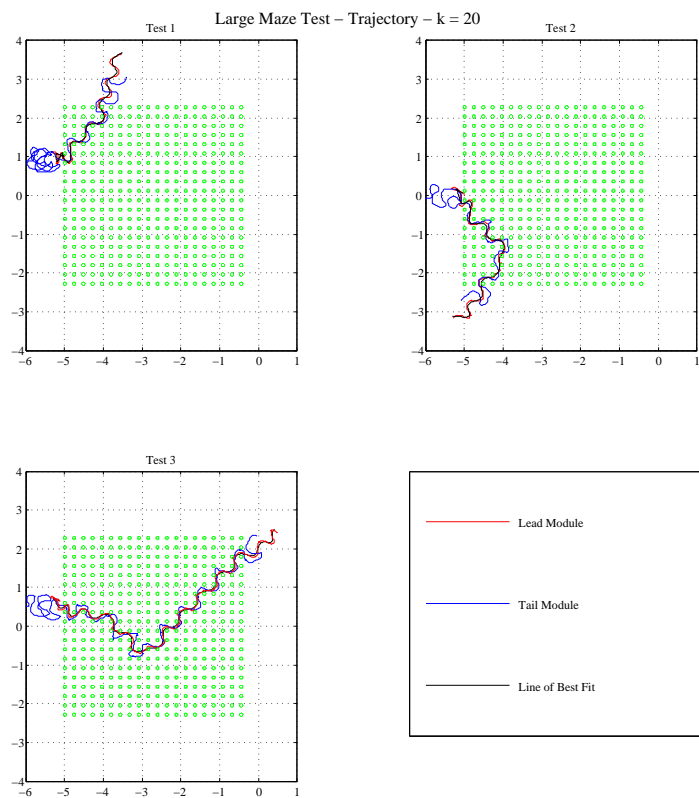 Large Maze Test – Trajectory – k = 20
Test 1
4
3
2
1
0
−1
−2
−3
−4
−6 −5 −4 −3 −2 −1 0 1
Test 2
4
3
2
1
0
−1
−2
−3
−4
−6 −5 −4 −3 −2 −1 0 1
Test 3
4
3
2
1
0
−1
−2
−3
−4
−6 −5 −4 −3 −2 −1 0 1
Lead Module
Tail Module
Line of Best Fit